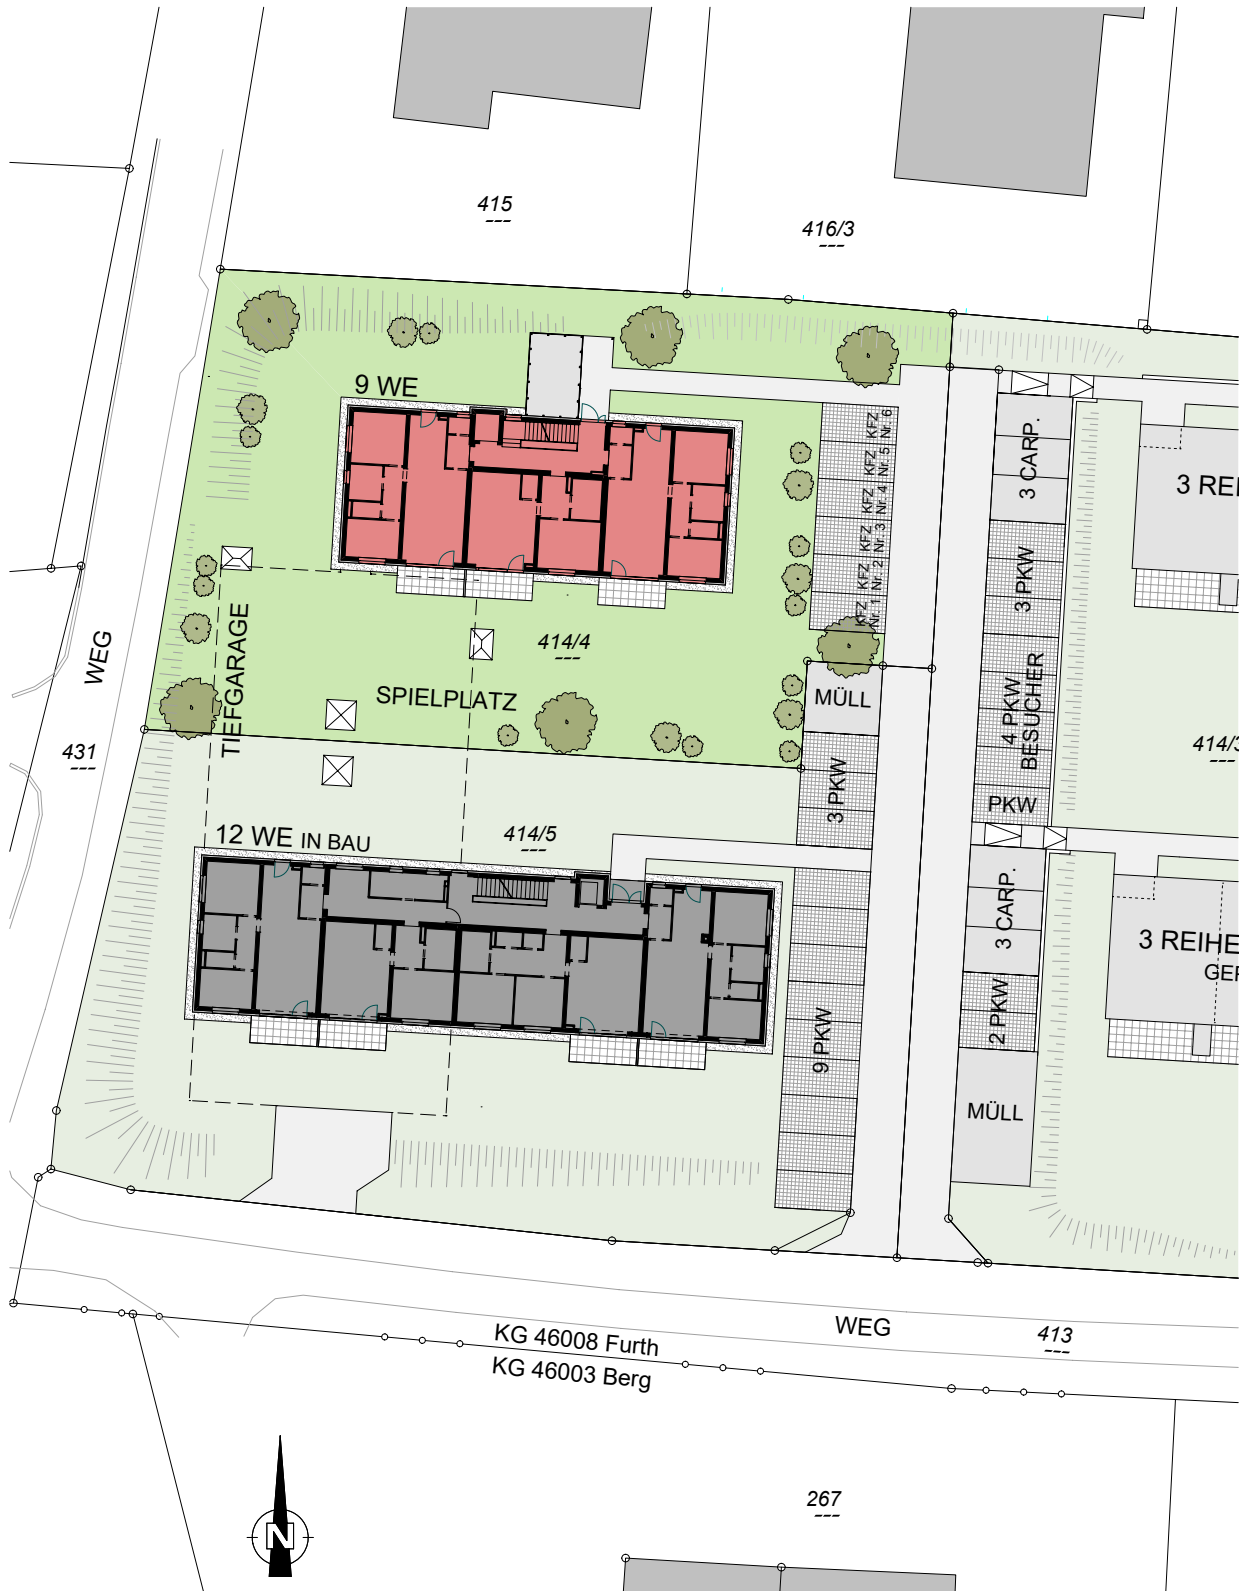 415
416/3
9 WE
KFZ Nr. 1
KFZ Nr. 2
KFZ Nr. 3
KFZ Nr. 4
KFZ Nr. 5
KFZ Nr. 6
3 CARP.
3 REI
3 PKW
WEG
TIEFGARAGE
414/4
SPIELPLATZ
MÜLL
4 PKW
BESUCHER
431
414/3
3 PKW
PKW
12 WE IN BAU
414/5
3 CARP.
3 REIHE
GEF
9 PKW
2 PKW
MÜLL
WEG
413
KG 46008 Furth
KG 46003 Berg
267
N